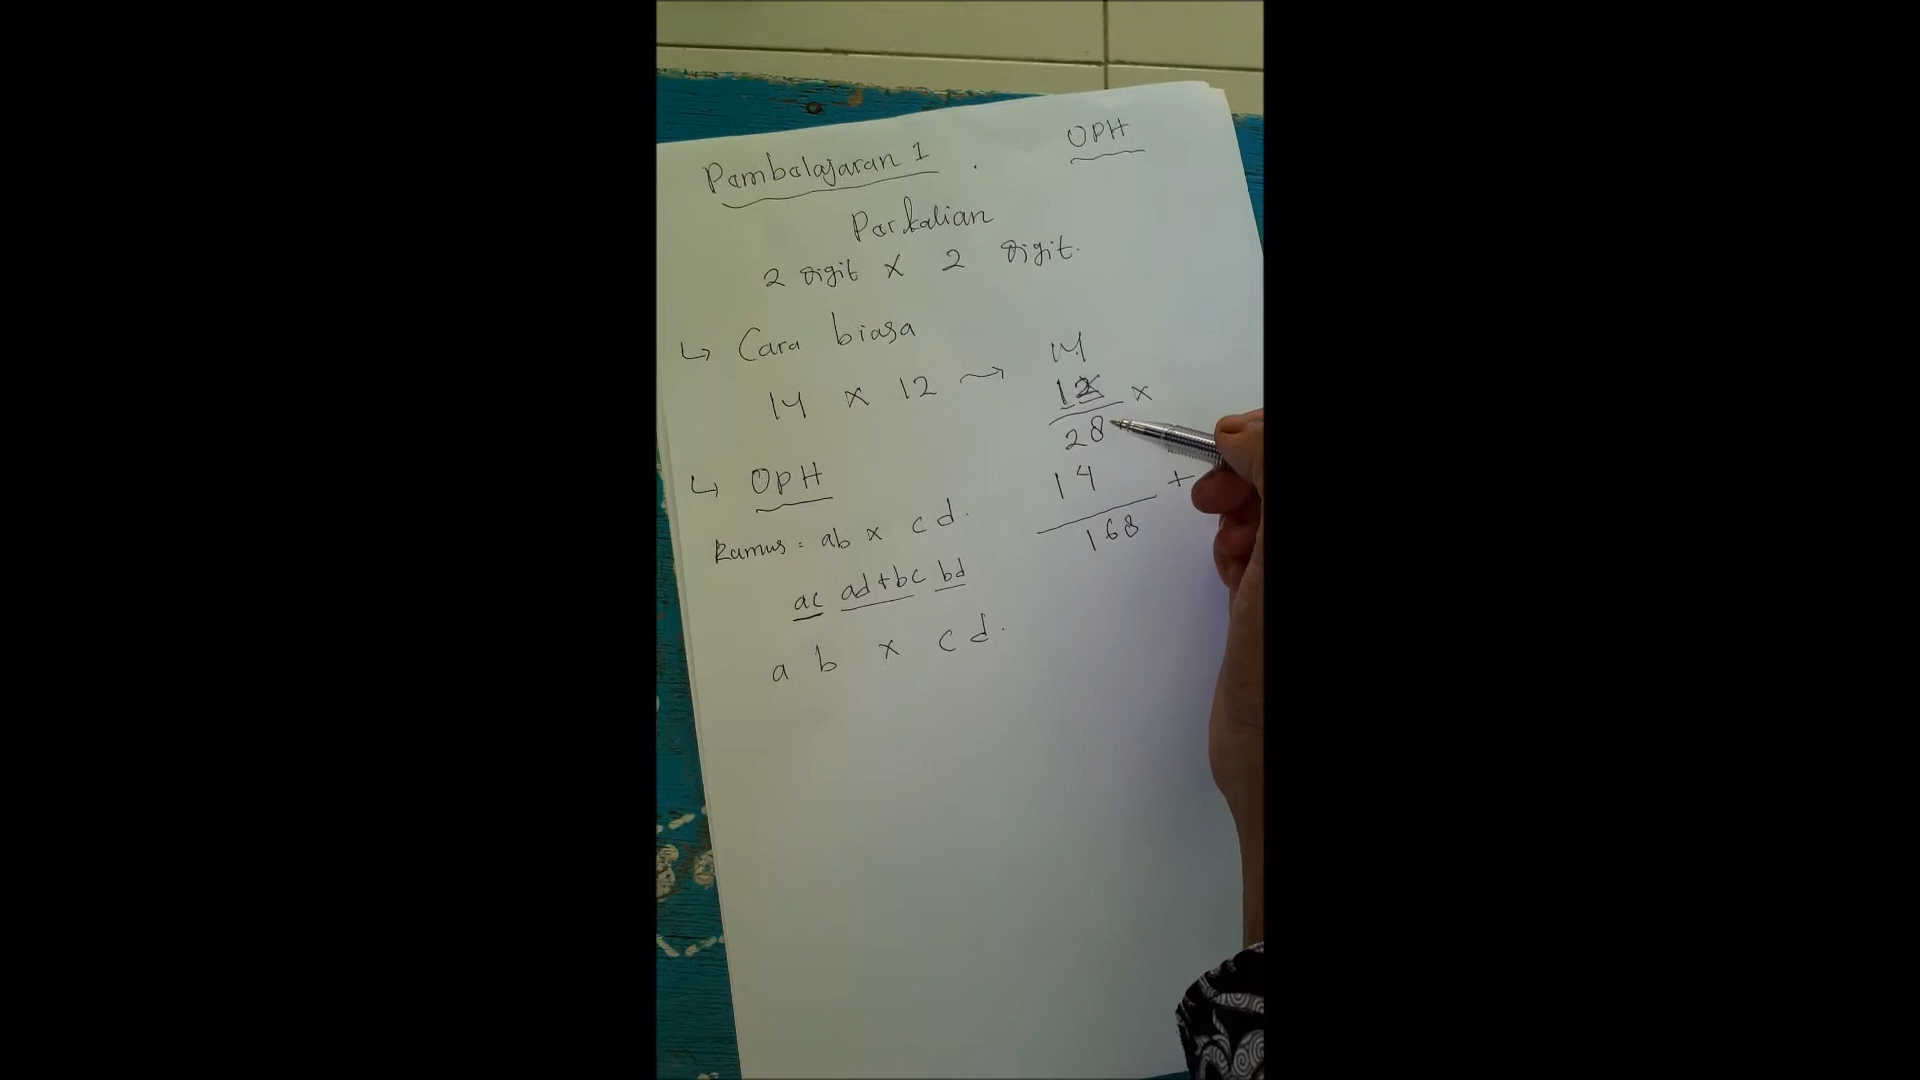 Pembelajaran 1
OPH
Perkalian
2 digit x 2 digit.
↳ Cara biasa
14 x 12 →
14
12 x
28
14 +
168
↳ OPH
Rumus = ab x cd.
ac ad+bc bd
a b x c d.